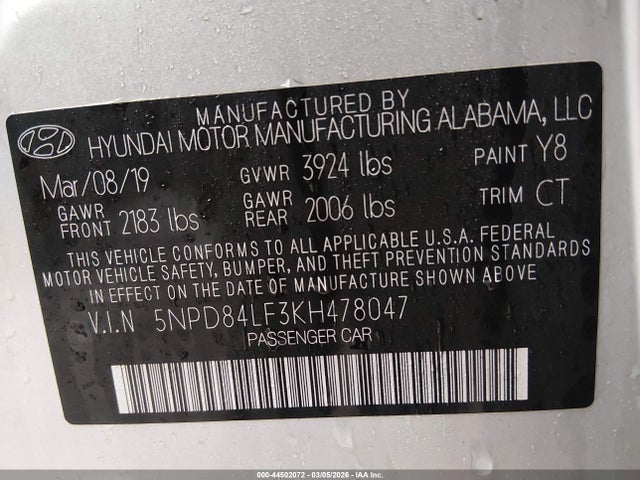 MANUFACTURED BY
HYUNDAI MOTOR MANUFACTURING ALABAMA, LLC
Mar/08/19 GVWR 3924 lbs PAINT Y8
GAWR FRONT 2183 lbs GAWR REAR 2006 lbs TRIM CT
THIS VEHICLE CONFORMS TO ALL APPLICABLE U.S.A. FEDERAL
MOTOR VEHICLE SAFETY, BUMPER, AND THEFT PREVENTION STANDARDS
IN EFFECT ON THE DATE OF MANUFACTURE SHOWN ABOVE
V.I.N 5NPD84LF3KH478047
PASSENGER CAR
000-44502072 — 03/05/2026 — IAA Inc.